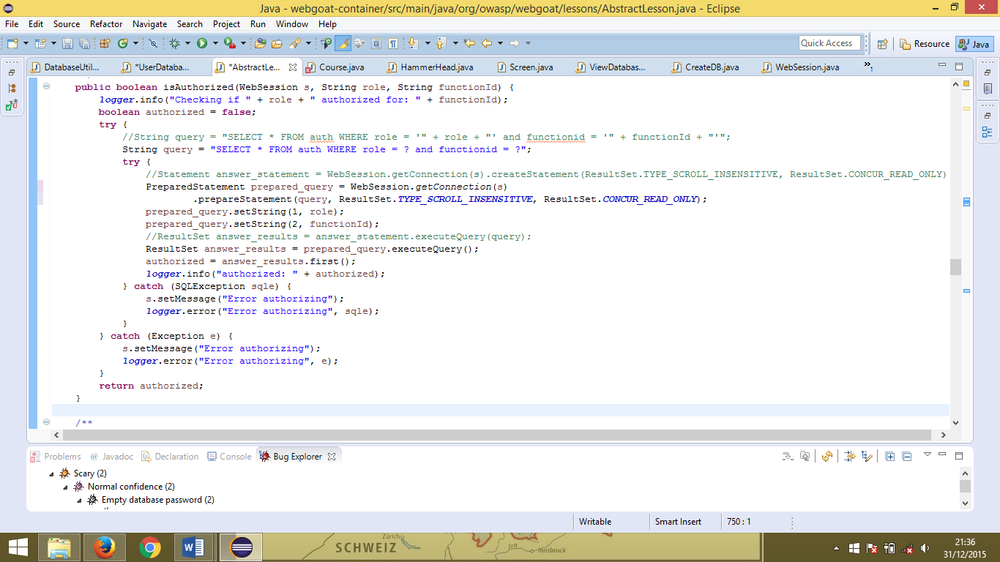 Java - webgoat-container/src/main/java/org/owasp/webgoat/lessons/AbstractLesson.java - Eclipse
File Edit Source Refactor Navigate Search Project Run Window Help
Quick Access Resource Java
DatabaseUtil... *UserDataba... *AbstractLe... Course.java HammerHead.java Screen.java ViewDatabas... CreateDB.java WebSession.java »1
public boolean isAuthorized(WebSession s, String role, String functionId) {
logger.info("Checking if " + role + " authorized for: " + functionId);
boolean authorized = false;
try {
//String query = "SELECT * FROM auth WHERE role = '" + role + "' and functionid = '" + functionId + "'";
String query = "SELECT * FROM auth WHERE role = ? and functionid = ?";
try {
//Statement answer_statement = WebSession.getConnection(s).createStatement(ResultSet.TYPE_SCROLL_INSENSITIVE, ResultSet.CONCUR_READ_ONLY)
PreparedStatement prepared_query = WebSession.getConnection(s)
.prepareStatement(query, ResultSet.TYPE_SCROLL_INSENSITIVE, ResultSet.CONCUR_READ_ONLY);
prepared_query.setString(1, role);
prepared_query.setString(2, functionId);
//ResultSet answer_results = answer_statement.executeQuery(query);
ResultSet answer_results = prepared_query.executeQuery();
authorized = answer_results.first();
logger.info("authorized: " + authorized);
} catch (SQLException sqle) {
s.setMessage("Error authorizing");
logger.error("Error authorizing", sqle);
}
} catch (Exception e) {
s.setMessage("Error authorizing");
logger.error("Error authorizing", e);
}
return authorized;
}
/**
Problems @ Javadoc Declaration Console Bug Explorer
Scary (2)
Normal confidence (2)
Empty database password (2)
Writable Smart Insert 750 : 1
Zürich
SCHWEIZ
Inn
Innsbruck
21:36
31/12/2015